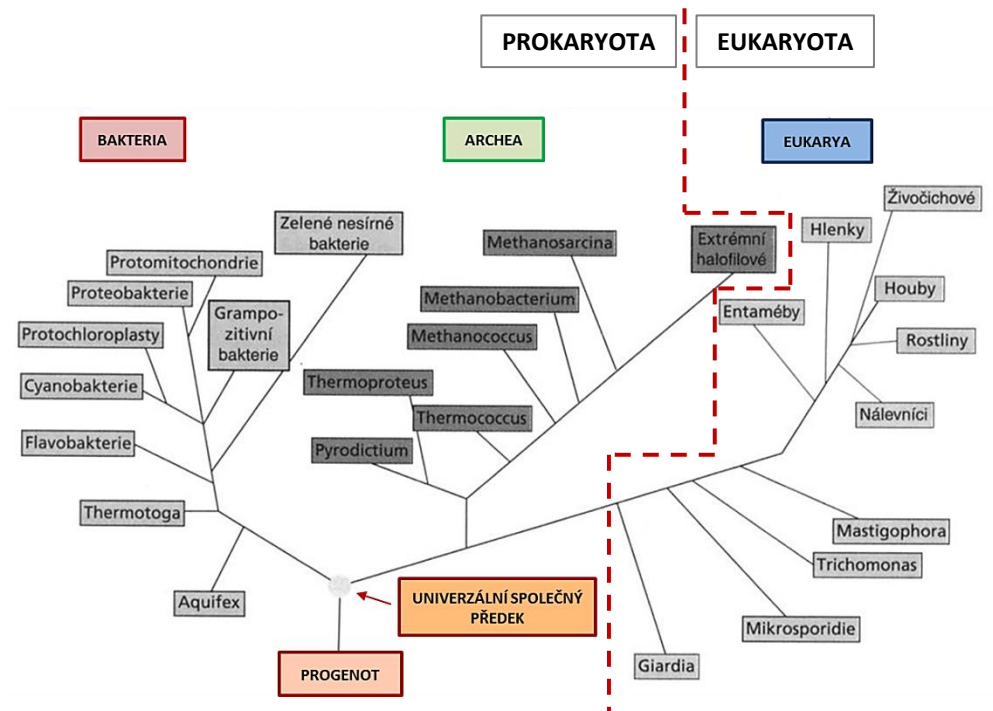 PROKARYOTA
EUKARYOTA
BAKTERIA
ARCHEA
EUKARYA
Zelené nesírné
bakterie
Protomitochondrie
Proteobakterie
Grampo-
zitivní
bakterie
Protochloroplasty
Cyanobakterie
Flavobakterie
Thermotoga
Aquifex
Methanosarcina
Methanobacterium
Methanococcus
Thermoproteus
Thermococcus
Pyrodictium
Extrémní
halofilové
Živočichové
Hlenky
Houby
Entaméby
Rostliny
Nálevníci
Mastigophora
Trichomonas
Mikrosporidie
Giardia
UNIVERZÁLNÍ SPOLEČNÝ
PŘEDEK
PROGENOT